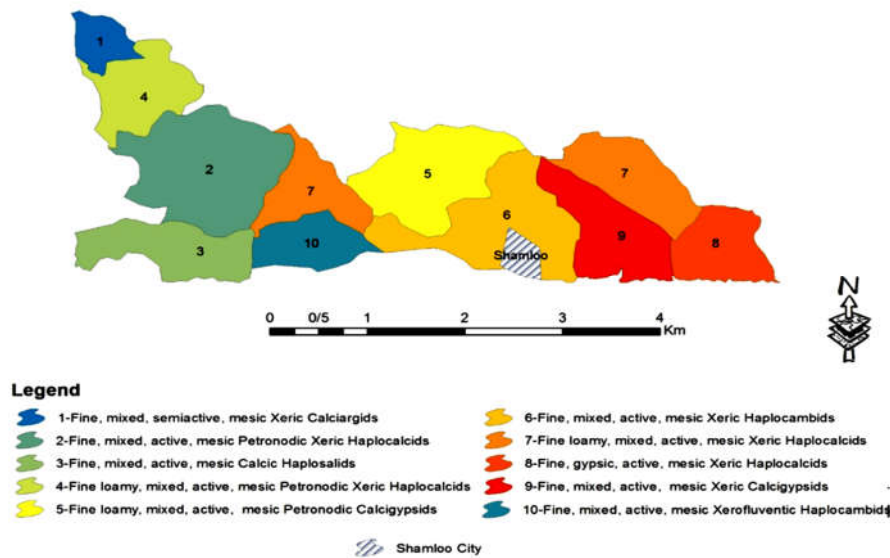 1
4
2
7
5
7
6
3
10
9
8
Shamloo
N
0 0/5 1 2 3 4
Km
Legend
1-Fine, mixed, semiactive, mesic Xeric Calciargids
2-Fine, mixed, active, mesic Petronodic Xeric Haplocalcids
3-Fine, mixed, active, mesic Calcic Haplosalids
4-Fine loamy, mixed, active, mesic Petronodic Xeric Haplocalcids
5-Fine loamy, mixed, active, mesic Petronodic Calcigypsids
6-Fine, mixed, active, mesic Xeric Haplocambids
7-Fine loamy, mixed, active, mesic Xeric Haplocalcids
8-Fine, gypsic, active, mesic Xeric Haplocalcids
9-Fine, mixed, active, mesic Xeric Calcigypsids
10-Fine, mixed, active, mesic Xerofluventic Haplocambids
Shamloo City